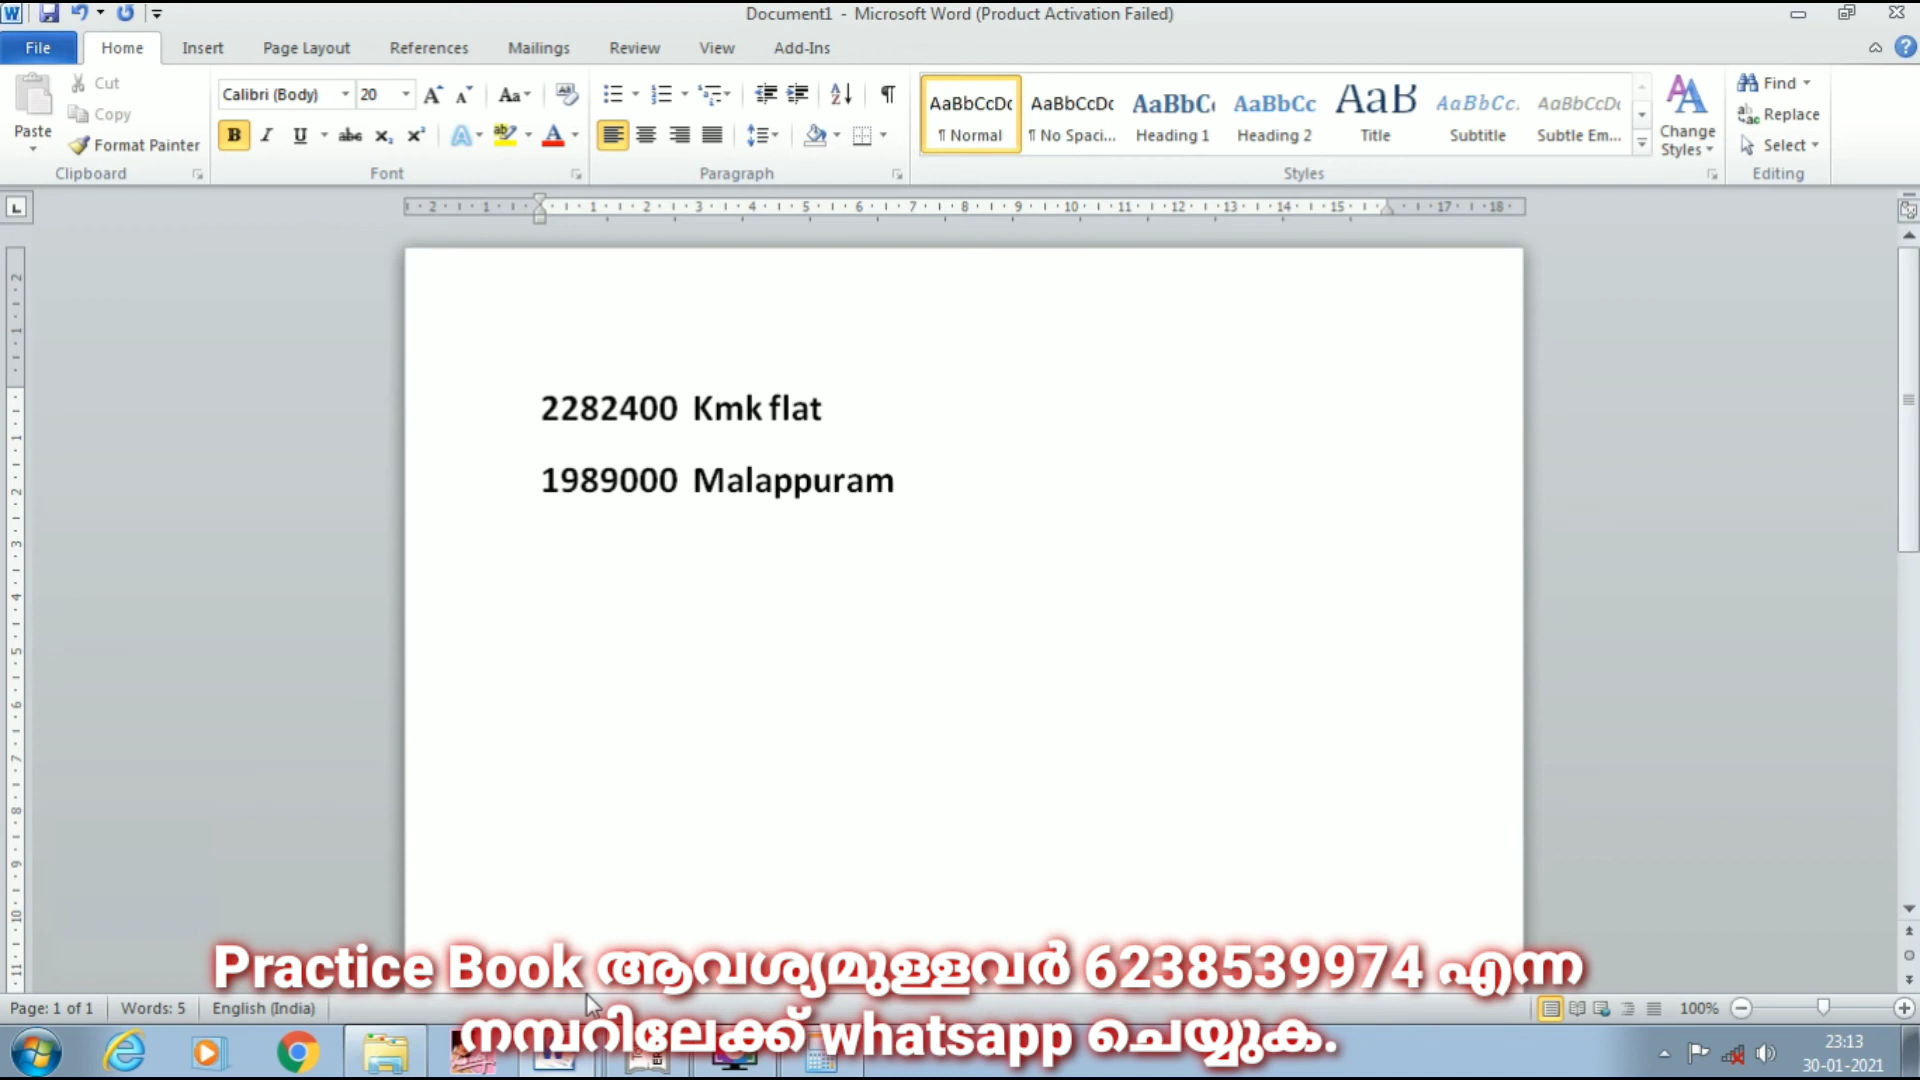 Document1 - Microsoft Word (Product Activation Failed)
File Home Insert Page Layout References Mailings Review View Add-Ins
Paste
Cut
Copy
Format Painter
Clipboard
Calibri (Body) 20
Font
Paragraph
AaBbCcDc AaBbCcDc AaBbC AaBbCc AaB AaBbCc. AaBbCcDc
¶ Normal ¶ No Spaci... Heading 1 Heading 2 Title Subtitle Subtle Em...
Styles
Change Styles
Find
Replace
Select
Editing
2282400 Kmk flat
1989000 Malappuram
Practice Book ആവശ്യമുള്ളവർ 6238539974 എന്ന
നമ്പറിലേക്ക് whatsapp ചെയ്യുക.
Page: 1 of 1 Words: 5 English (India) 100%
23:13
30-01-2021